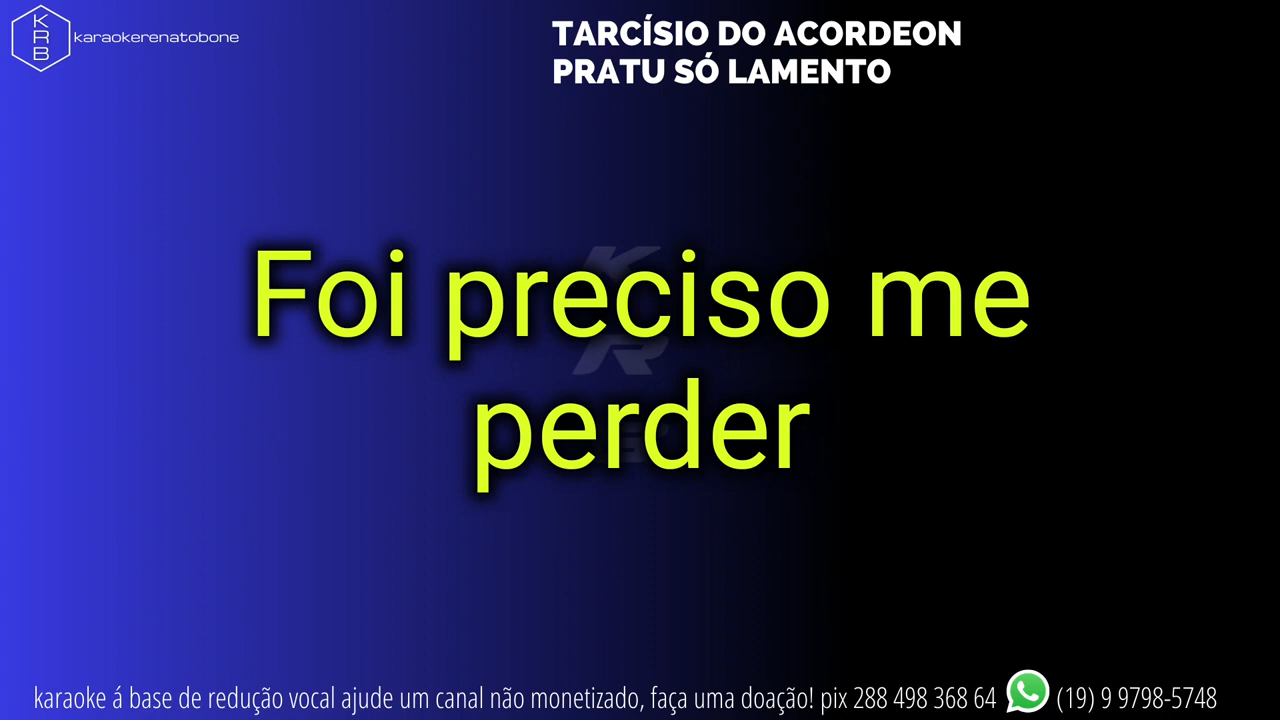 KRB
karaokerenatobone
TARCÍSIO DO ACORDEON
PRATU SÓ LAMENTO
Foi preciso me
perder
karaoke á base de redução vocal ajude um canal não monetizado, faça uma doação! pix 288 498 368 64 (19) 9 9798-5748